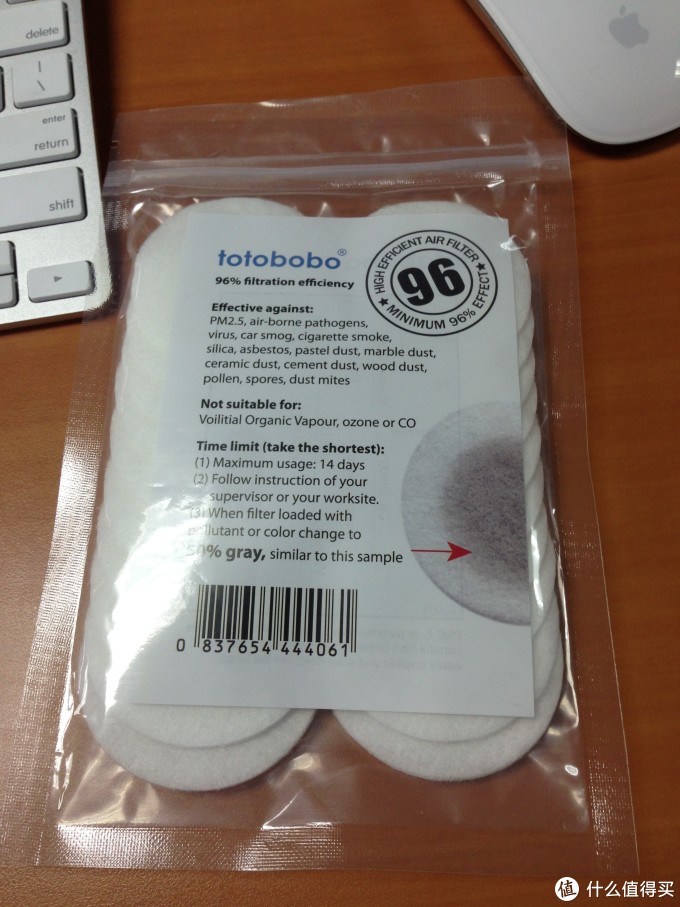 delete
enter
return
shift
totobobo®
96% filtration efficiency
HIGH EFFICIENT AIR FILTER
96
MINIMUM 96% EFFECT
Effective against:
PM2.5, air-borne pathogens,
virus, car smog, cigarette smoke,
silica, asbestos, pastel dust, marble dust,
ceramic dust, cement dust, wood dust,
pollen, spores, dust mites
Not suitable for:
Voilitial Organic Vapour, ozone or CO
Time limit (take the shortest):
(1) Maximum usage: 14 days
(2) Follow instruction of your
supervisor or your worksite.
(3) When filter loaded with
pollutant or color change to
50% gray, similar to this sample
0 837654 444061
值 什么值得买